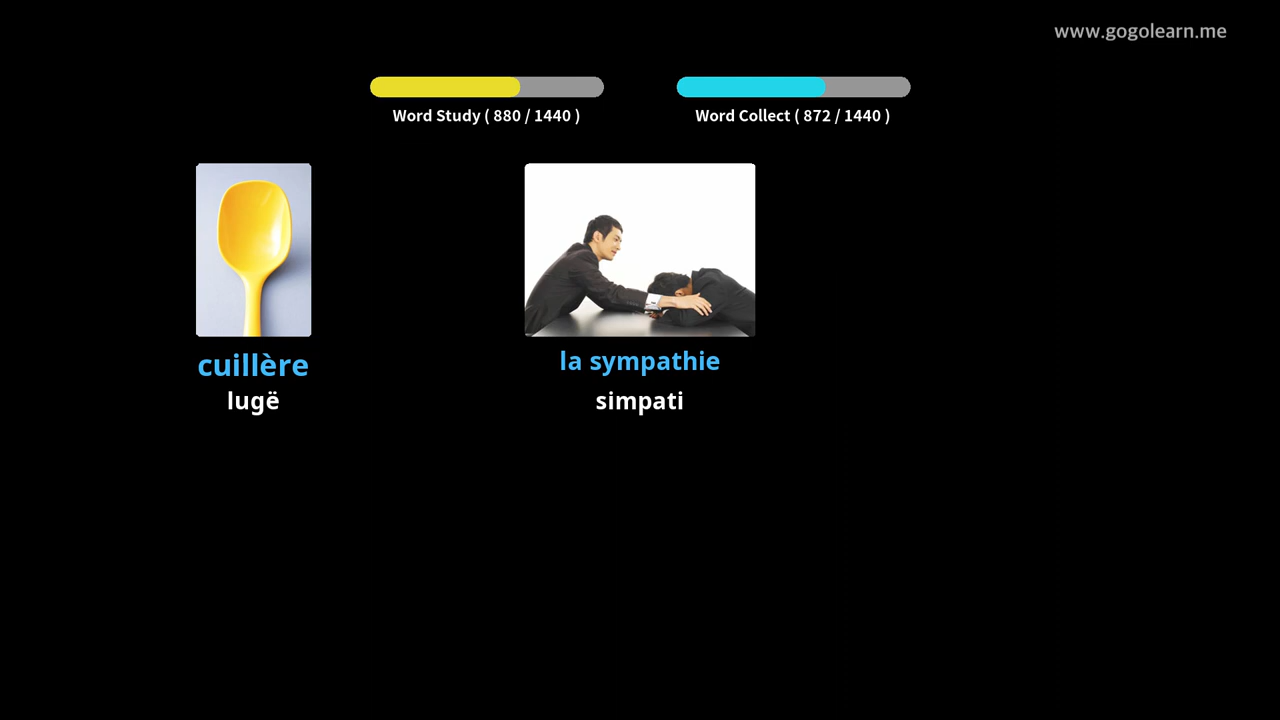 www.gogolearn.me
Word Study ( 880 / 1440 )
Word Collect ( 872 / 1440 )
cuillère
lugë
la sympathie
simpati